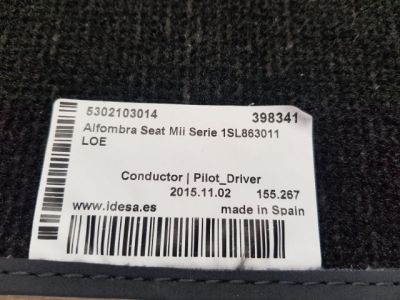 5302103014 398341
Alfombra Seat Mii Serie 1SL863011
LOE
Conductor | Pilot_Driver
2015.11.02 155.267
www.idesa.es made in Spain